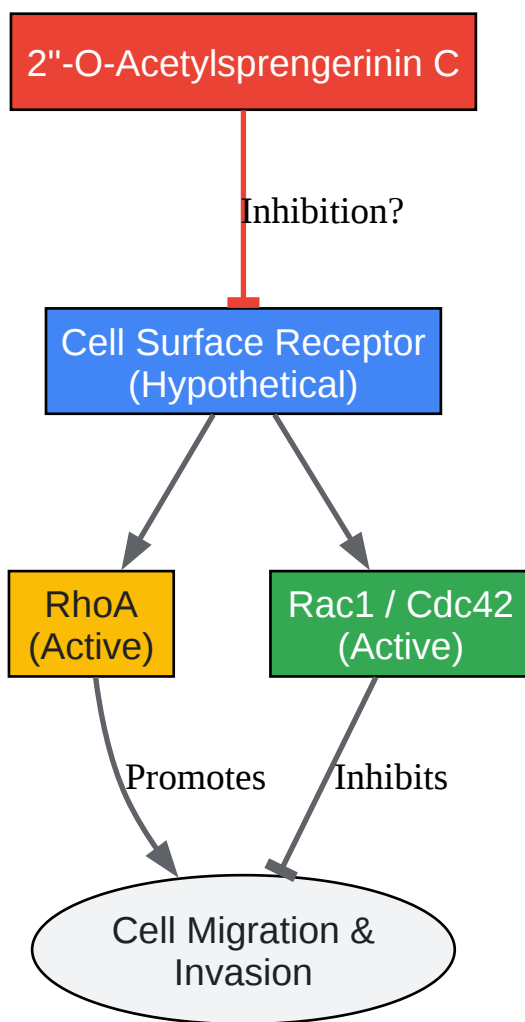 2"-O-Acetylsprengerinin C
Inhibition?
Cell Surface Receptor
(Hypothetical)
RhoA
(Active)
Rac1 / Cdc42
(Active)
Promotes
Inhibits
Cell Migration &
Invasion